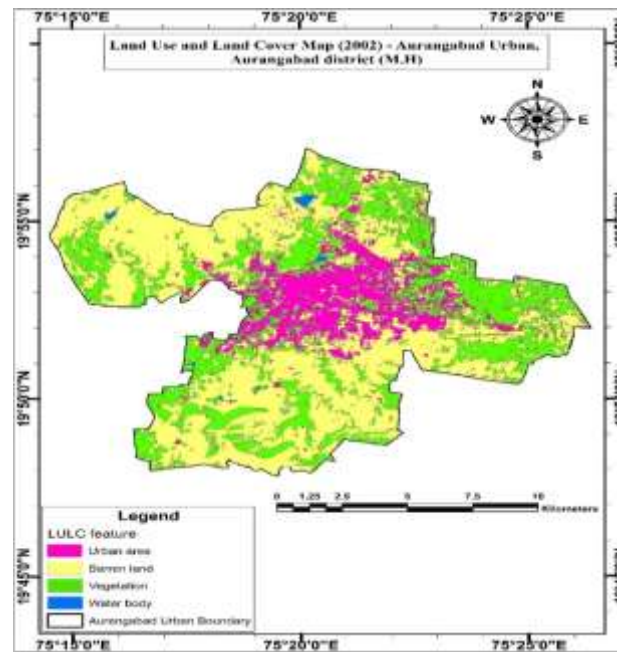 75°15'0"E 75°20'0"E 75°25'0"E
Land Use and Land Cover Map (2002) - Aurangabad Urban,
Aurangabad district (M.H)
N
W E
S
19°55'0"N
19°50'0"N
19°45'0"N
0 1.25 2.5 5 7.5 10
Kilometers
Legend
LULC feature
Urban area
Barren land
Vegetation
Water body
Aurangabad Urban Boundary
75°15'0"E 75°20'0"E 75°25'0"E